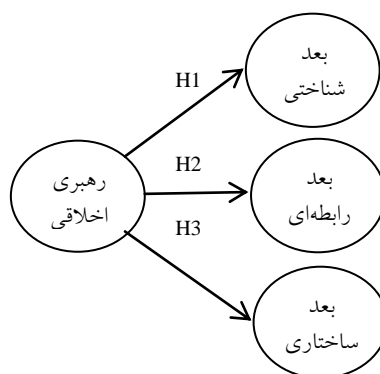 بعد
شناختی
H1
رهبری
اخلاقی
H2
بعد
رابطه‌ای
H3
بعد
ساختاری